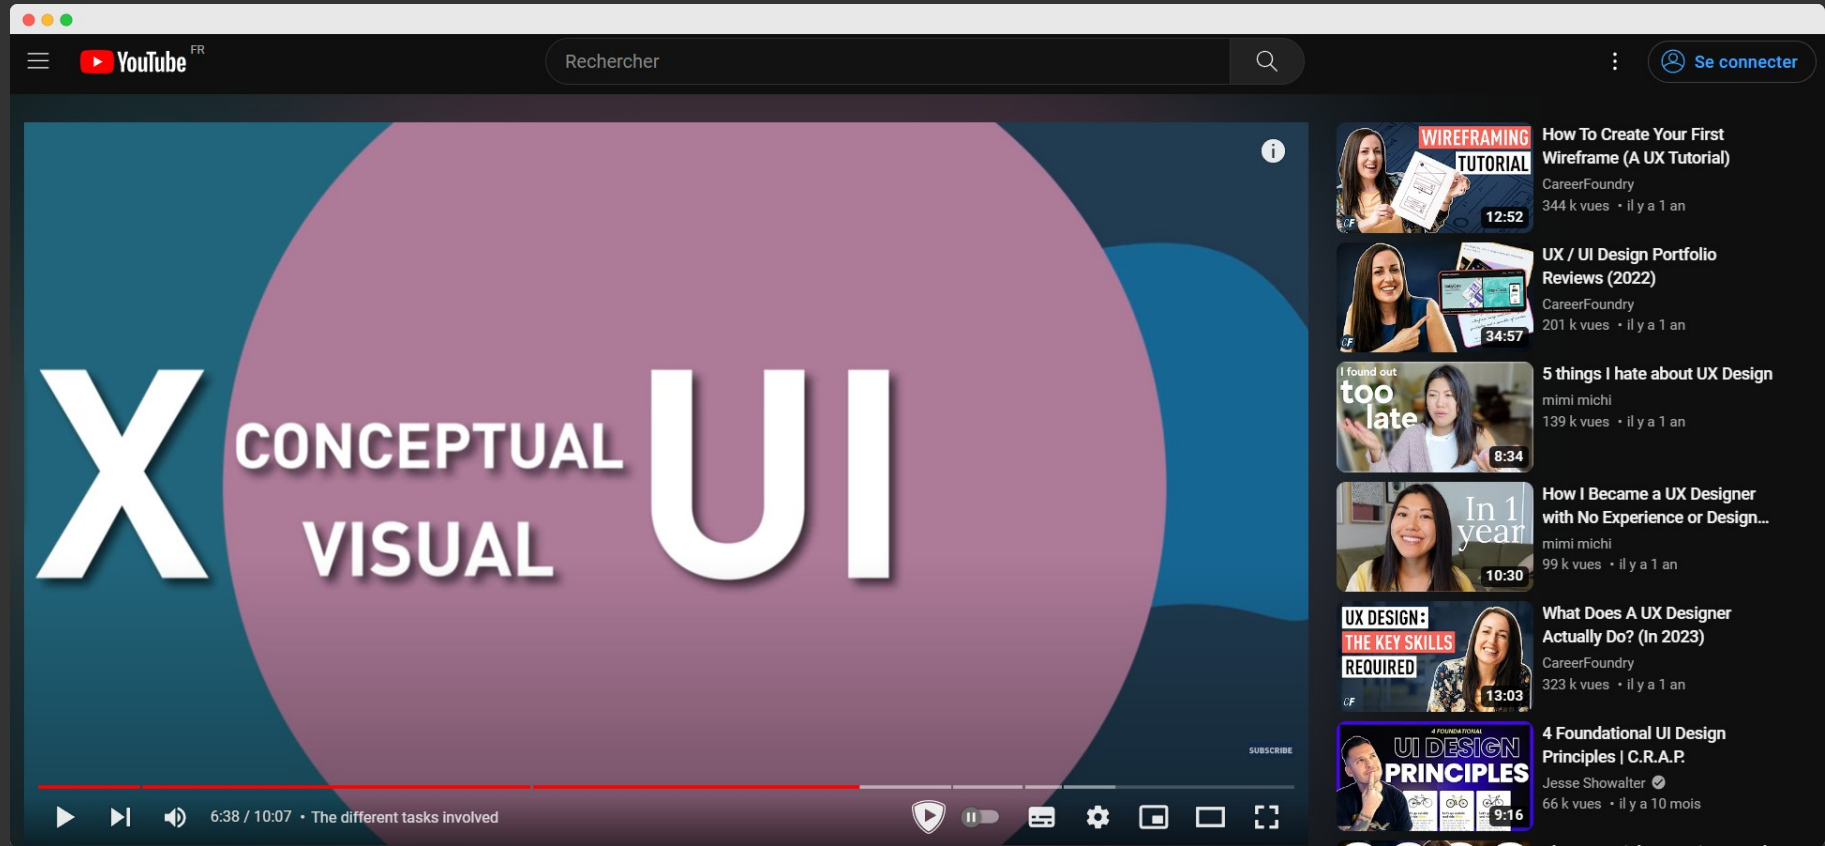 YouTube FR
Rechercher
Se connecter
X
CONCEPTUAL
VISUAL
UI
SUBSCRIBE
6:38 / 10:07 • The different tasks involved
WIREFRAMING
TUTORIAL
CF
12:52
How To Create Your First
Wireframe (A UX Tutorial)
CareerFoundry
344 k vues • il y a 1 an
CF
34:57
UX / UI Design Portfolio
Reviews (2022)
CareerFoundry
201 k vues • il y a 1 an
I found out
too
late
8:34
5 things I hate about UX Design
mimi michi
139 k vues • il y a 1 an
In 1
year
10:30
How I Became a UX Designer
with No Experience or Design...
mimi michi
99 k vues • il y a 1 an
UX DESIGN:
THE KEY SKILLS
REQUIRED
CF
13:03
What Does A UX Designer
Actually Do? (In 2023)
CareerFoundry
323 k vues • il y a 1 an
4 FOUNDATIONAL
UI DESIGN
PRINCIPLES
9:16
4 Foundational UI Design
Principles | C.R.A.P.
Jesse Showalter
66 k vues • il y a 10 mois